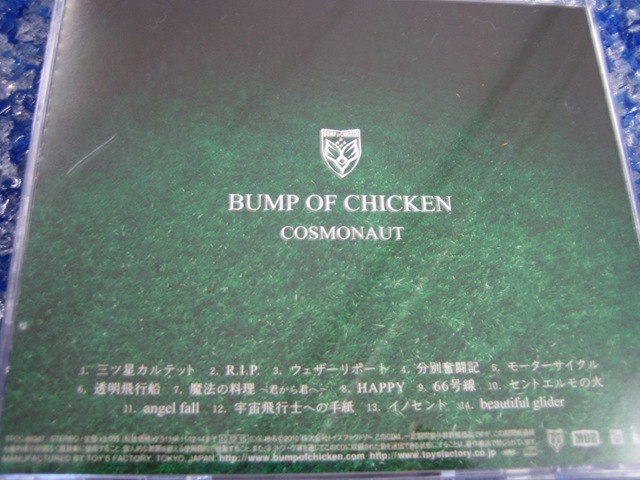 BUMP OF CHICKEN
BUMP OF CHICKEN
COSMONAUT
1. 三ツ星カルテット 2. R.I.P. 3. ウェザーリポート 4. 分別奮闘記 5. モーターサイクル
6. 透明飛行船 7. 魔法の料理 ~君から君へ~ 8. HAPPY 9. 66号線 10. セントエルモの火
11. angel fall 12. 宇宙飛行士への手紙 13. イノセント 14. beautiful glider
STEREO
MANUFACTURED BY TOY'S FACTORY, TOKYO, JAPAN. http://www.bumpofchicken.com http://www.toysfactory.co.jp